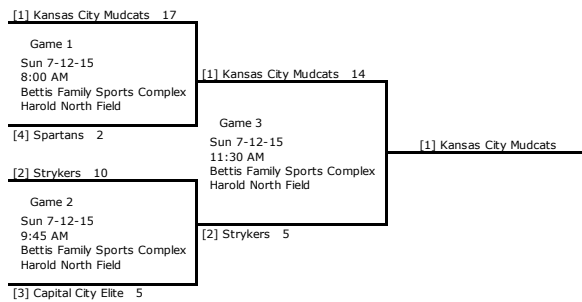 [1] Kansas City Mudcats 17
Game 1
Sun 7-12-15
8:00 AM
Bettis Family Sports Complex
Harold North Field
[4] Spartans 2
[2] Strykers 10
Game 2
Sun 7-12-15
9:45 AM
Bettis Family Sports Complex
Harold North Field
[3] Capital City Elite 5
[1] Kansas City Mudcats 14
Game 3
Sun 7-12-15
11:30 AM
Bettis Family Sports Complex
Harold North Field
[2] Strykers 5
[1] Kansas City Mudcats